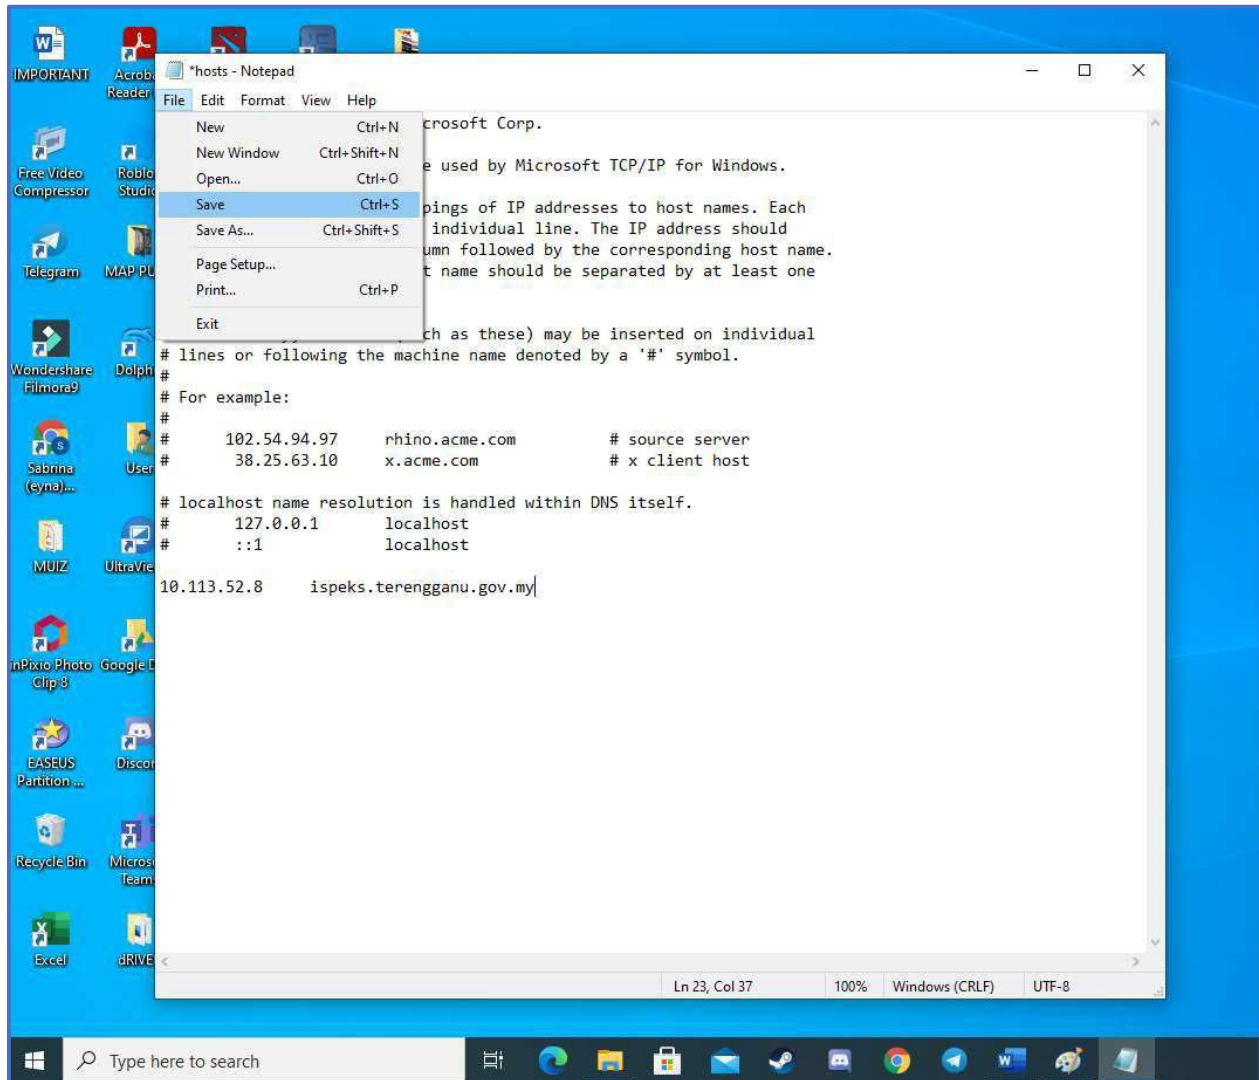 IMPORTANT
Acrob
Reader
Free Video
Compressor
Roblo
Studio
Telegram
MAP PU
Wondershare
Filmora9
Dolph
Sabrina
(eyna)...
User
MUIZ
UltraVie
inPixio Photo
Clip 8
Google D
EASEUS
Partition ...
Discor
Recycle Bin
Micros
Team
Excel
dRIVE
*hosts - Notepad
File Edit Format View Help
New Ctrl+N
New Window Ctrl+Shift+N
Open... Ctrl+O
Save Ctrl+S
Save As... Ctrl+Shift+S
Page Setup...
Print... Ctrl+P
Exit
crosoft Corp.
e used by Microsoft TCP/IP for Windows.
pings of IP addresses to host names. Each
individual line. The IP address should
umn followed by the corresponding host name.
t name should be separated by at least one
ch as these) may be inserted on individual
# lines or following the machine name denoted by a '#' symbol.
#
# For example:
#
# 102.54.94.97 rhino.acme.com # source server
# 38.25.63.10 x.acme.com # x client host
# localhost name resolution is handled within DNS itself.
# 127.0.0.1 localhost
# ::1 localhost
10.113.52.8 ispeks.terengganu.gov.my
Ln 23, Col 37 100% Windows (CRLF) UTF-8
Type here to search